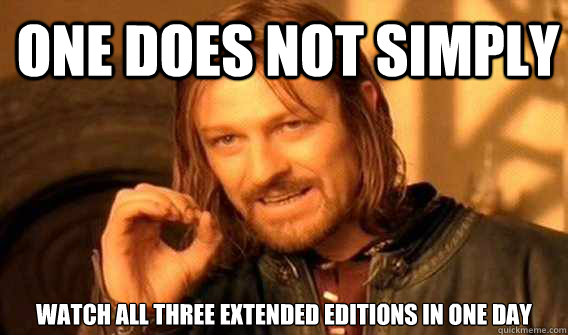 ONE DOES NOT SIMPLY
WATCH ALL THREE EXTENDED EDITIONS IN ONE DAY
quickmeme.com